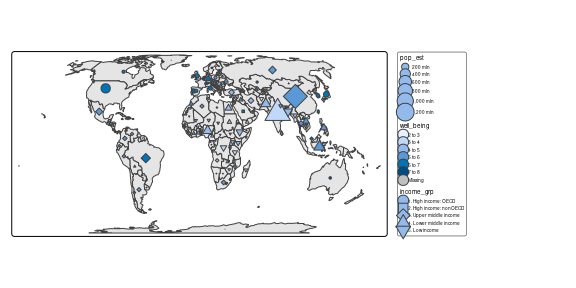 pop_est
200 mln
400 mln
600 mln
800 mln
1,000 mln
1,200 mln
well_being
2 to 3
3 to 4
4 to 5
5 to 6
6 to 7
7 to 8
Missing
income_grp
1. High income: OECD
2. High income: nonOECD
3. Upper middle income
4. Lower middle income
5. Low income